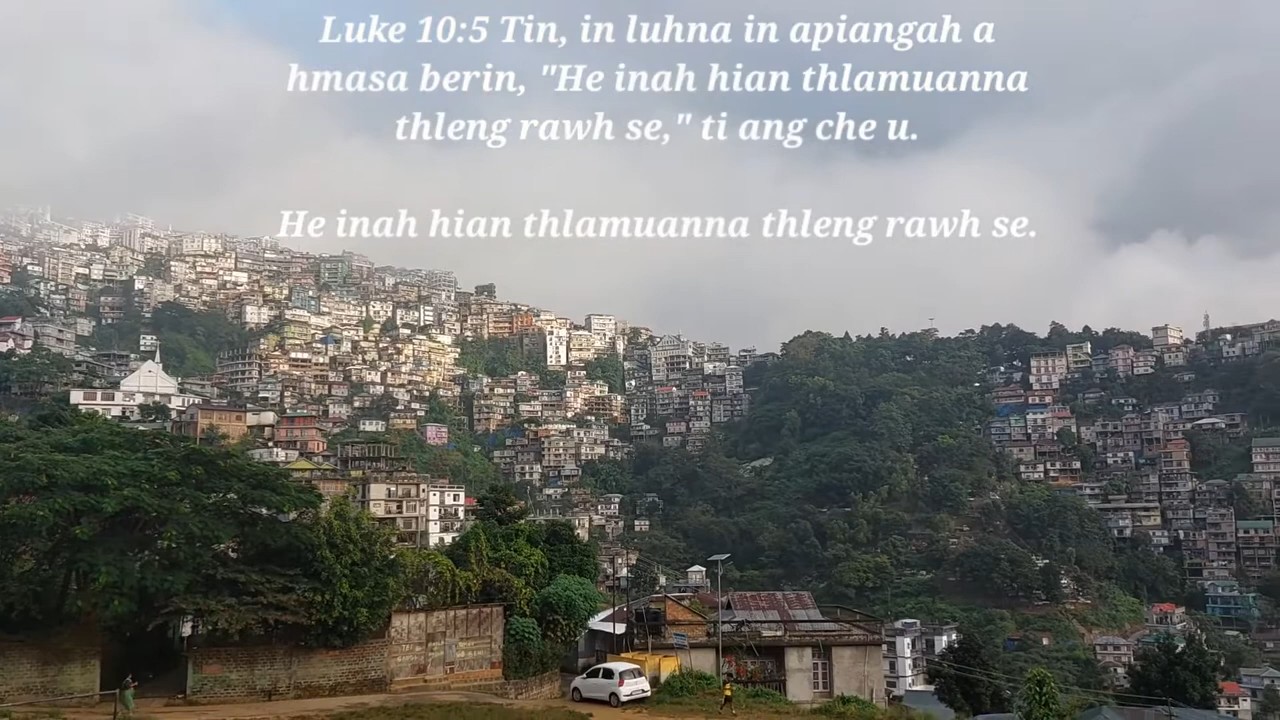 Luke 10:5 Tin, in luhna in apiangah a
hmasa berin, "He inah hian thlamuanna
thleng rawh se," ti ang che u.
He inah hian thlamuanna thleng rawh se.